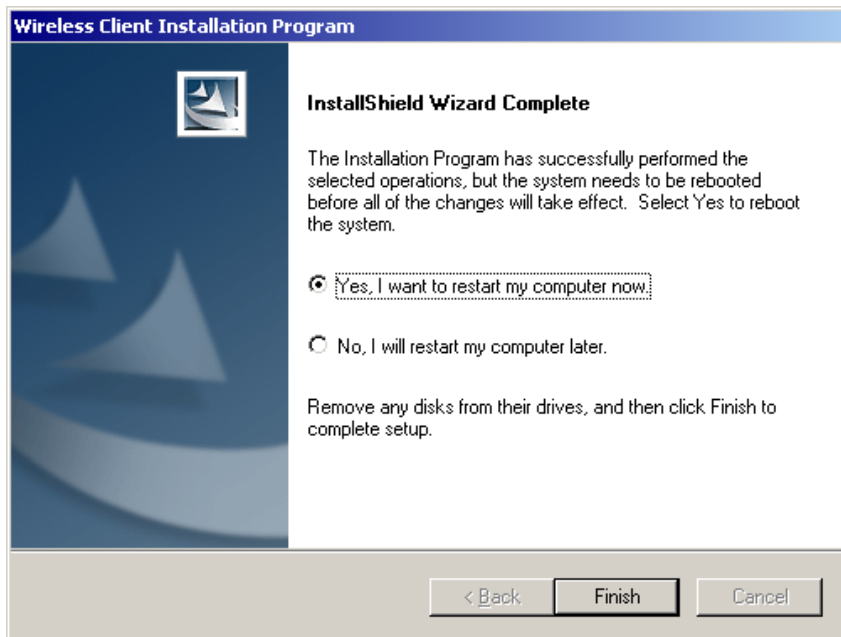 Wireless Client Installation Program
InstallShield Wizard Complete
The Installation Program has successfully performed the
selected operations, but the system needs to be rebooted
before all of the changes will take effect.  Select Yes to reboot
the system.
Yes, I want to restart my computer now.
No, I will restart my computer later.
Remove any disks from their drives, and then click Finish to
complete setup.
< Back
Finish
Cancel